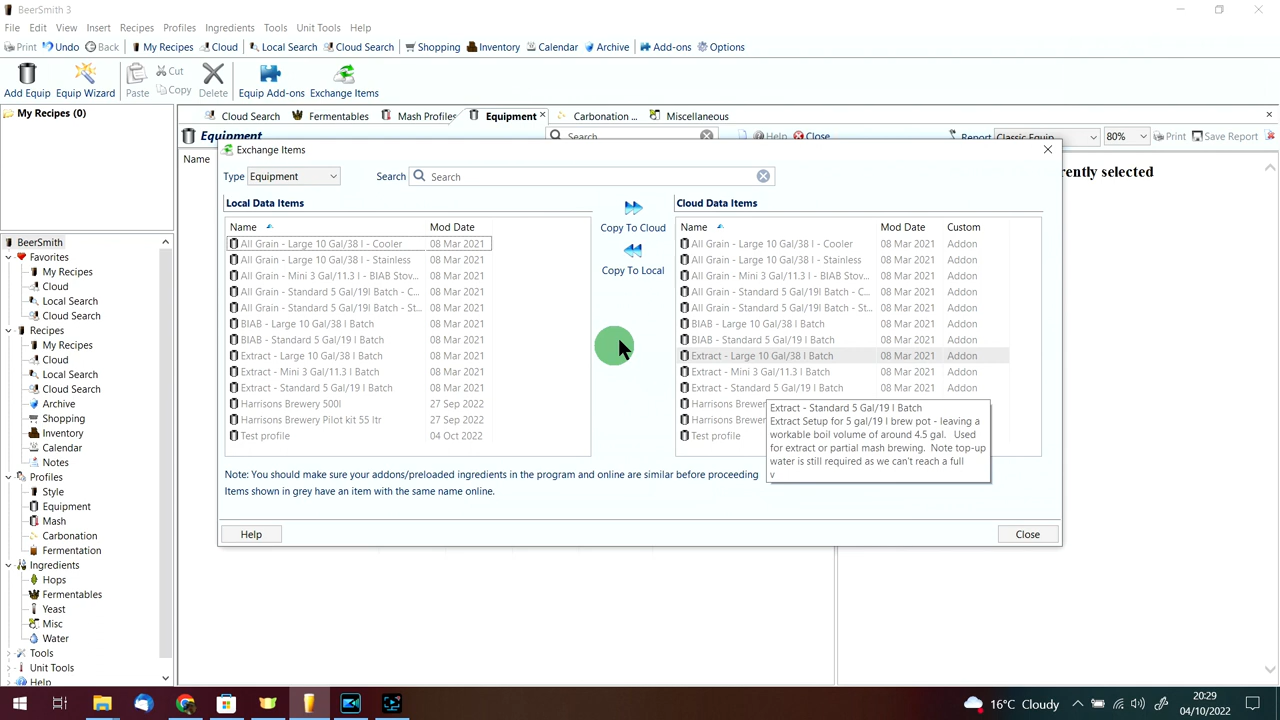 BeerSmith 3
File Edit View Insert Recipes Profiles Ingredients Tools Unit Tools Help
Print Undo Back My Recipes Cloud Local Search Cloud Search Shopping Inventory Calendar Archive Add-ons Options
Add Equip Equip Wizard Paste Cut Copy Delete Equip Add-ons Exchange Items
My Recipes (0)
Cloud Search Fermentables Mash Profiles Equipment Carbonation ... Miscellaneous
Equipment Search Help Close Report Classic Equip 80% Print Save Report
Name
rently selected
Exchange Items
Type Equipment Search Search
Local Data Items
Name Mod Date
All Grain - Large 10 Gal/38 l - Cooler 08 Mar 2021
All Grain - Large 10 Gal/38 l - Stainless 08 Mar 2021
All Grain - Mini 3 Gal/11.3 l - BIAB Stov... 08 Mar 2021
All Grain - Standard 5 Gal/19l Batch - C... 08 Mar 2021
All Grain - Standard 5 Gal/19l Batch - St... 08 Mar 2021
BIAB - Large 10 Gal/38 l Batch 08 Mar 2021
BIAB - Standard 5 Gal/19 l Batch 08 Mar 2021
Extract - Large 10 Gal/38 l Batch 08 Mar 2021
Extract - Mini 3 Gal/11.3 l Batch 08 Mar 2021
Extract - Standard 5 Gal/19 l Batch 08 Mar 2021
Harrisons Brewery 500l 27 Sep 2022
Harrisons Brewery Pilot kit 55 ltr 27 Sep 2022
Test profile 04 Oct 2022
Copy To Cloud
Copy To Local
Cloud Data Items
Name Mod Date Custom
All Grain - Large 10 Gal/38 l - Cooler 08 Mar 2021 Addon
All Grain - Large 10 Gal/38 l - Stainless 08 Mar 2021 Addon
All Grain - Mini 3 Gal/11.3 l - BIAB Stov... 08 Mar 2021 Addon
All Grain - Standard 5 Gal/19l Batch - C... 08 Mar 2021 Addon
All Grain - Standard 5 Gal/19l Batch - St... 08 Mar 2021 Addon
BIAB - Large 10 Gal/38 l Batch 08 Mar 2021 Addon
BIAB - Standard 5 Gal/19 l Batch 08 Mar 2021 Addon
Extract - Large 10 Gal/38 l Batch 08 Mar 2021 Addon
Extract - Mini 3 Gal/11.3 l Batch 08 Mar 2021 Addon
Extract - Standard 5 Gal/19 l Batch 08 Mar 2021 Addon
Harrisons Brewer
Harrisons Brewer
Test profile
Extract - Standard 5 Gal/19 l Batch
Extract Setup for 5 gal/19 l brew pot - leaving a
workable boil volume of around 4.5 gal. Used
for extract or partial mash brewing. Note top-up
water is still required as we can't reach a full
v
Note: You should make sure your addons/preloaded ingredients in the program and online are similar before proceeding
Items shown in grey have an item with the same name online.
Help Close
BeerSmith
Favorites
My Recipes
Cloud
Local Search
Cloud Search
Recipes
My Recipes
Cloud
Local Search
Cloud Search
Archive
Shopping
Inventory
Calendar
Notes
Profiles
Style
Equipment
Mash
Carbonation
Fermentation
Ingredients
Hops
Fermentables
Yeast
Misc
Water
Tools
Unit Tools
Help
16°C Cloudy
20:29
04/10/2022